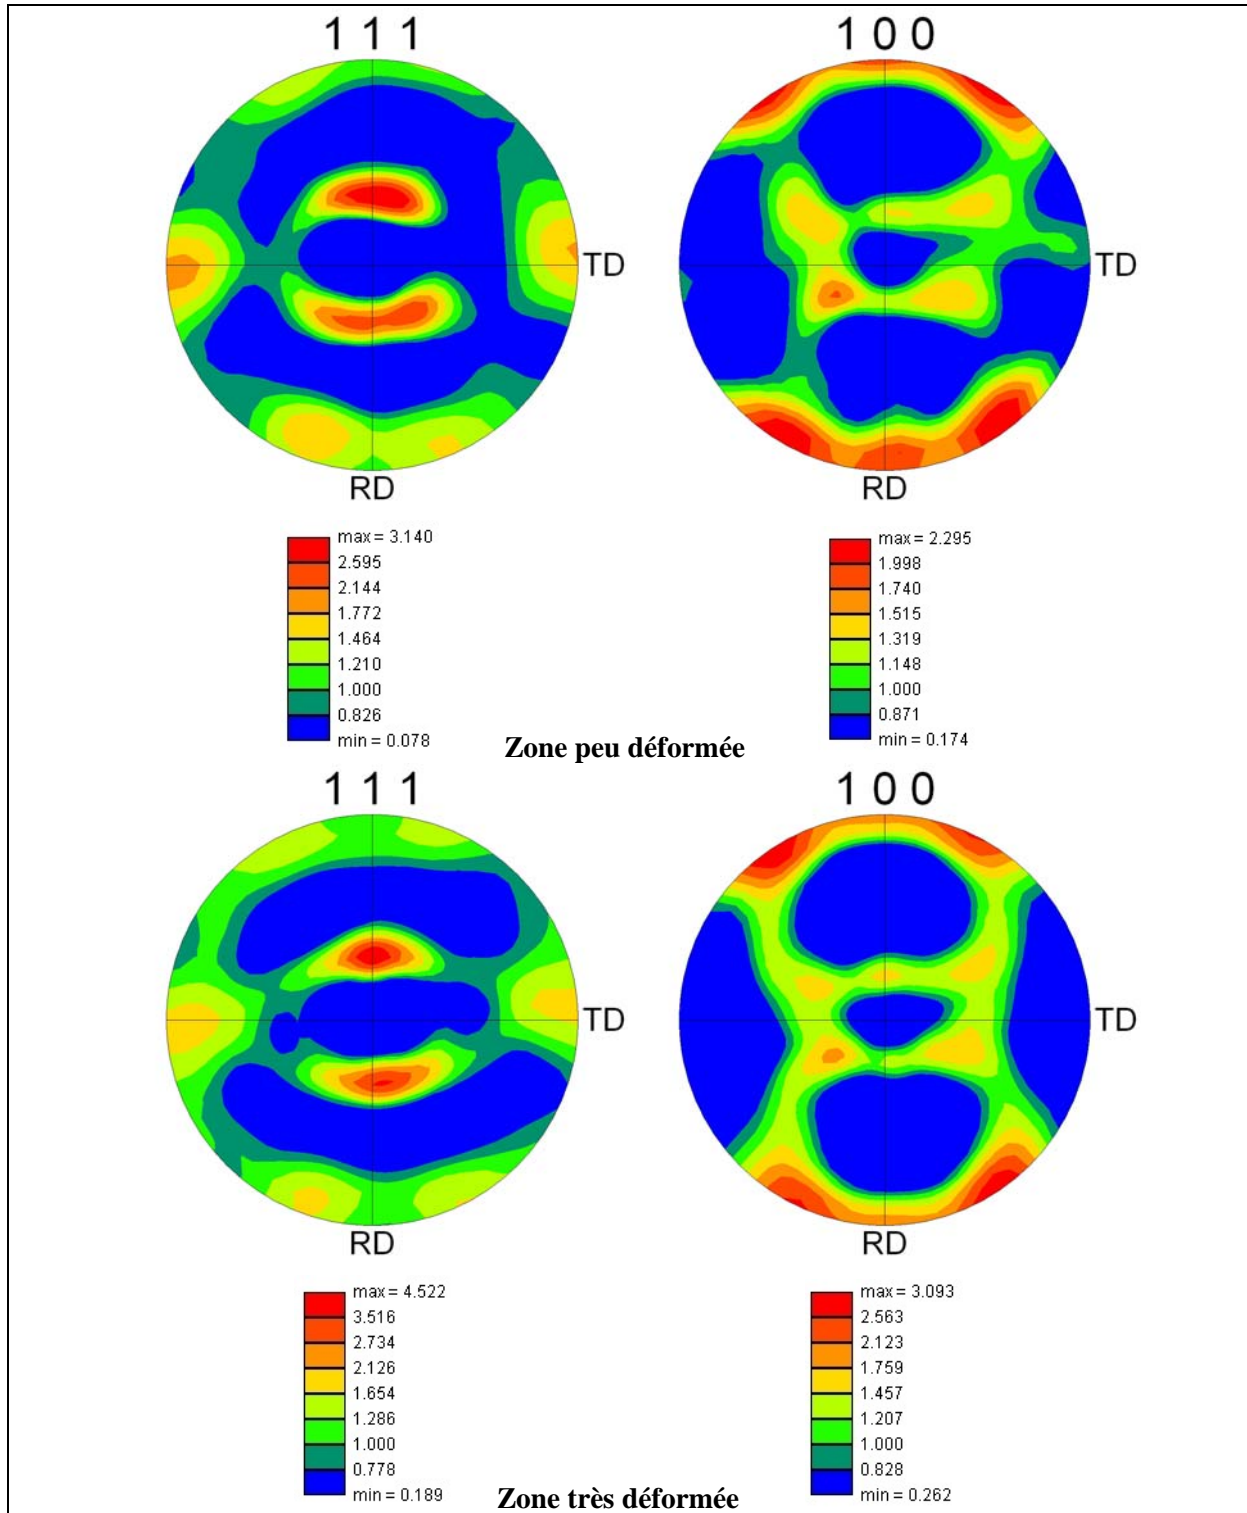 1 1 1
1 0 0
TD
TD
RD
RD
max = 3.140
2.595
2.144
1.772
1.464
1.210
1.000
0.826
min = 0.078
max = 2.295
1.998
1.740
1.515
1.319
1.148
1.000
0.871
min = 0.174
Zone peu déformée
1 1 1
1 0 0
TD
TD
RD
RD
max = 4.522
3.516
2.734
2.126
1.654
1.286
1.000
0.778
min = 0.189
max = 3.093
2.563
2.123
1.759
1.457
1.207
1.000
0.828
min = 0.262
Zone très déformée